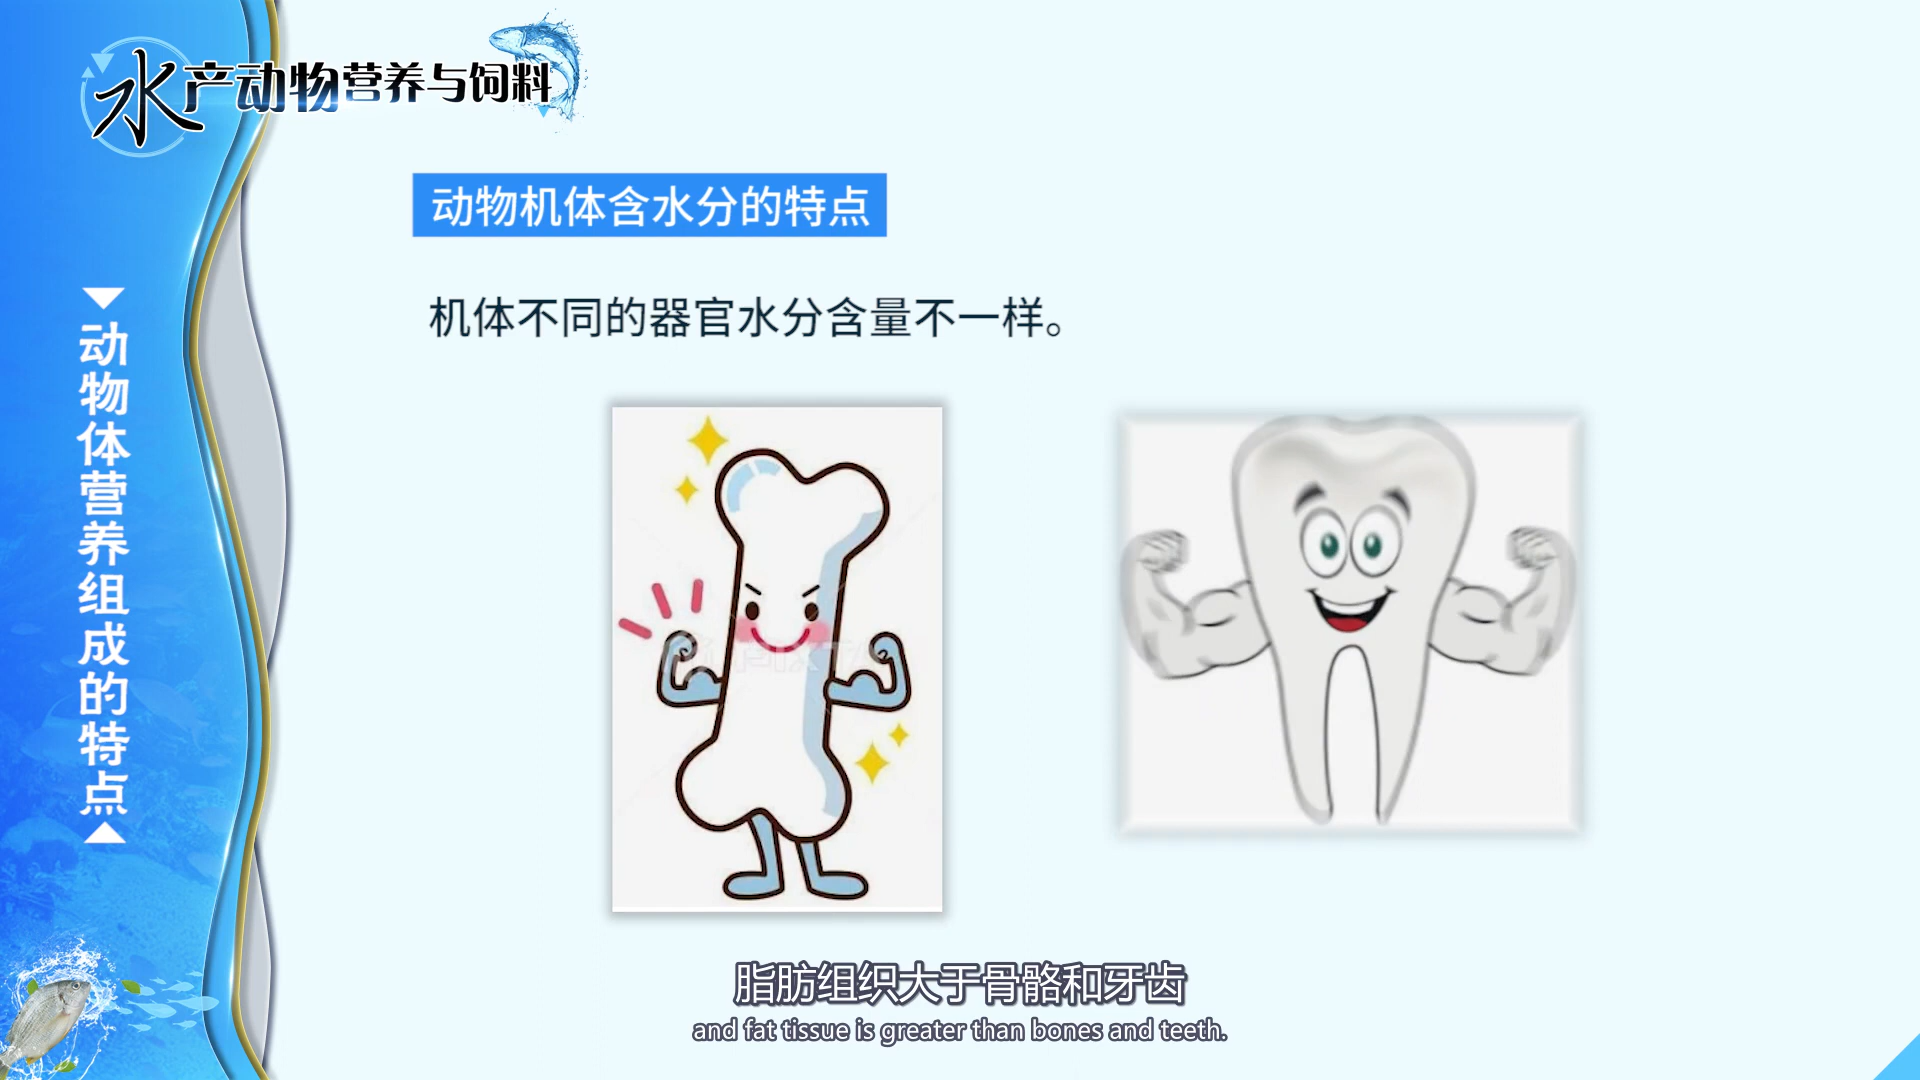 水产动物营养与饲料
动物机体含水分的特点
机体不同的器官水分含量不一样。
动物体营养组成的特点
脂肪组织大于骨骼和牙齿
and fat tissue is greater than bones and teeth.